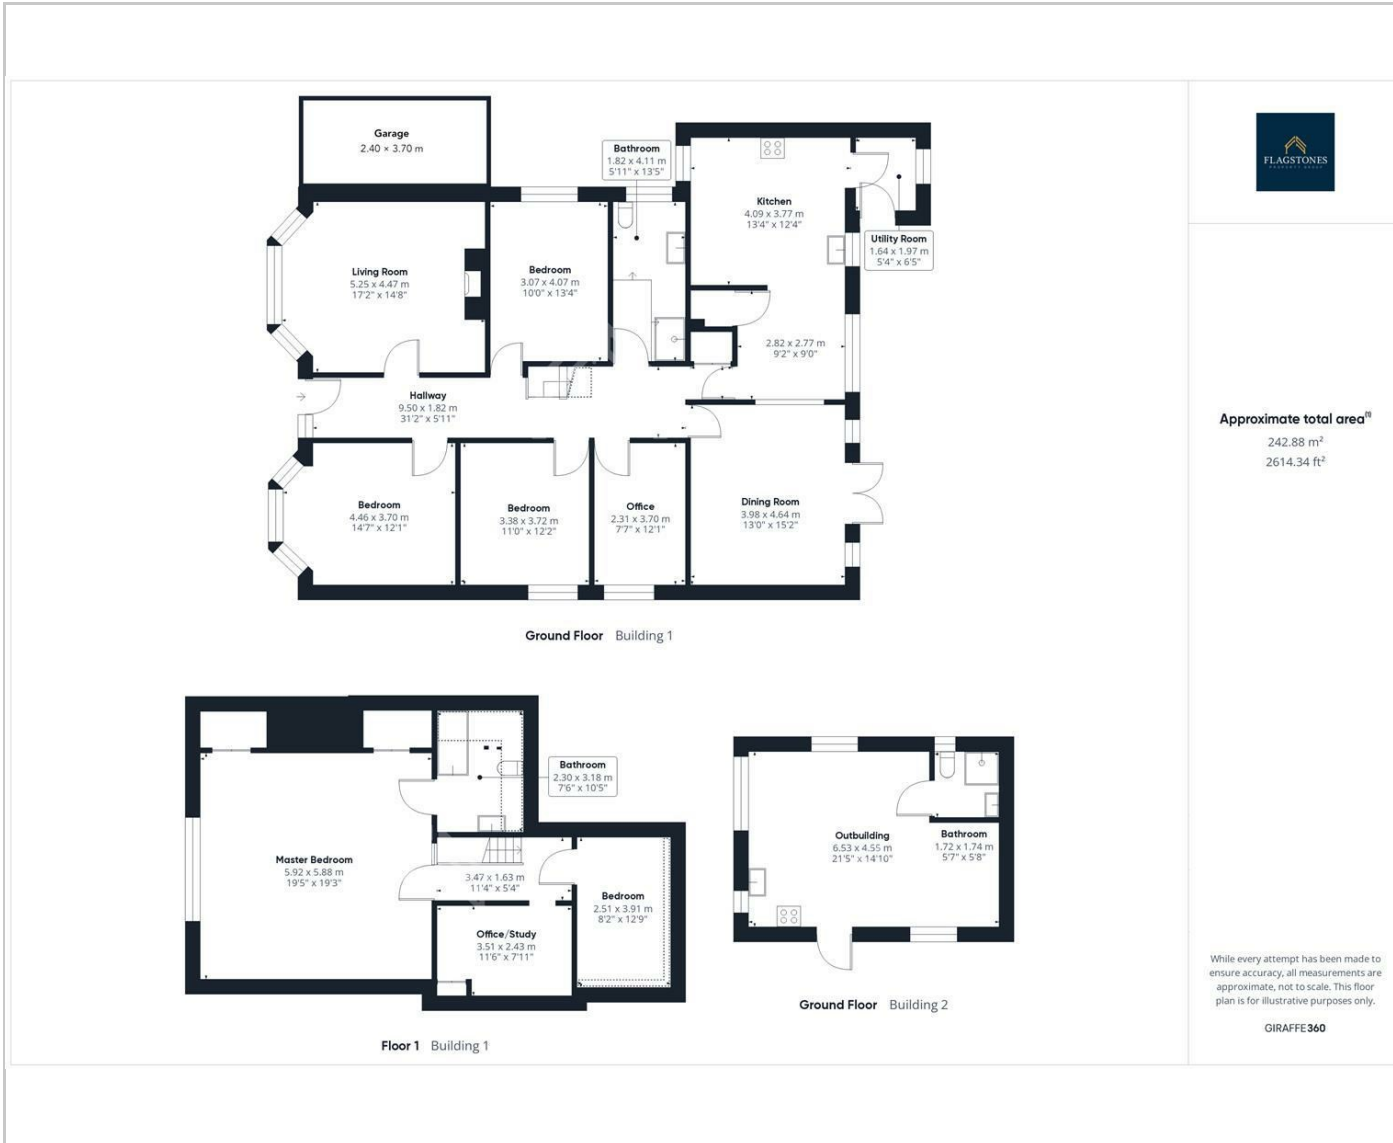 Garage
2.40 × 3.70 m
Bathroom
1.82 x 4.11 m
5'11" x 13'5"
Kitchen
4.09 x 3.77 m
13'4" x 12'4"
Utility Room
1.64 x 1.97 m
5'4" x 6'5"
Living Room
5.25 x 4.47 m
17'2" x 14'8"
Bedroom
3.07 x 4.07 m
10'0" x 13'4"
2.82 x 2.77 m
9'2" x 9'0"
Hallway
9.50 x 1.82 m
31'2" x 5'11"
Bedroom
4.46 x 3.70 m
14'7" x 12'1"
Bedroom
3.38 x 3.72 m
11'0" x 12'2"
Office
2.31 x 3.70 m
7'7" x 12'1"
Dining Room
3.98 x 4.64 m
13'0" x 15'2"
Ground Floor Building 1
Bathroom
2.30 x 3.18 m
7'6" x 10'5"
Master Bedroom
5.92 x 5.88 m
19'5" x 19'3"
3.47 x 1.63 m
11'4" x 5'4"
Bedroom
2.51 x 3.91 m
8'2" x 12'9"
Office/Study
3.51 x 2.43 m
11'6" x 7'11"
Floor 1 Building 1
Outbuilding
6.53 x 4.55 m
21'5" x 14'10"
Bathroom
1.72 x 1.74 m
5'7" x 5'8"
Ground Floor Building 2
FLAGSTONES
PROPERTY GROUP
Approximate total area(1)
242.88 m²
2614.34 ft²
While every attempt has been made to
ensure accuracy, all measurements are
approximate, not to scale. This floor
plan is for illustrative purposes only.
GIRAFFE360